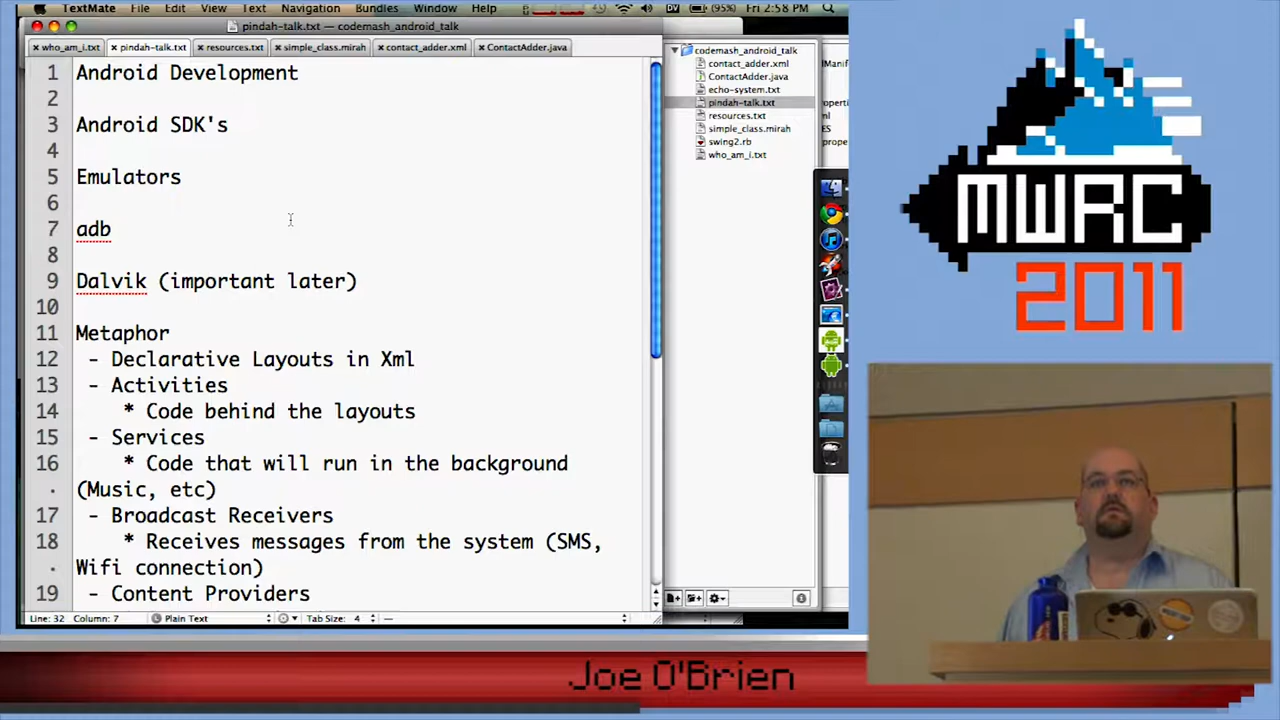 TextMate File Edit View Text Navigation Bundles Window Help (95%) Fri 2:58 PM
pindah-talk.txt — codemash_android_talk
who_am_i.txt pindah-talk.txt resources.txt simple_class.mirah contact_adder.xml ContactAdder.java
1 Android Development
2
3 Android SDK's
4
5 Emulators
6
7 adb
8
9 Dalvik (important later)
10
11 Metaphor
12 - Declarative Layouts in Xml
13 - Activities
14 * Code behind the layouts
15 - Services
16 * Code that will run in the background
(Music, etc)
17 - Broadcast Receivers
18 * Receives messages from the system (SMS,
Wifi connection)
19 - Content Providers
Line: 32 Column: 7 Plain Text Tab Size: 4 —
codemash_android_talk
contact_adder.xml
ContactAdder.java
echo-system.txt
pindah-talk.txt
resources.txt
simple_class.mirah
swing2.rb
who_am_i.txt
MWRC
2011
Joe O'Brien